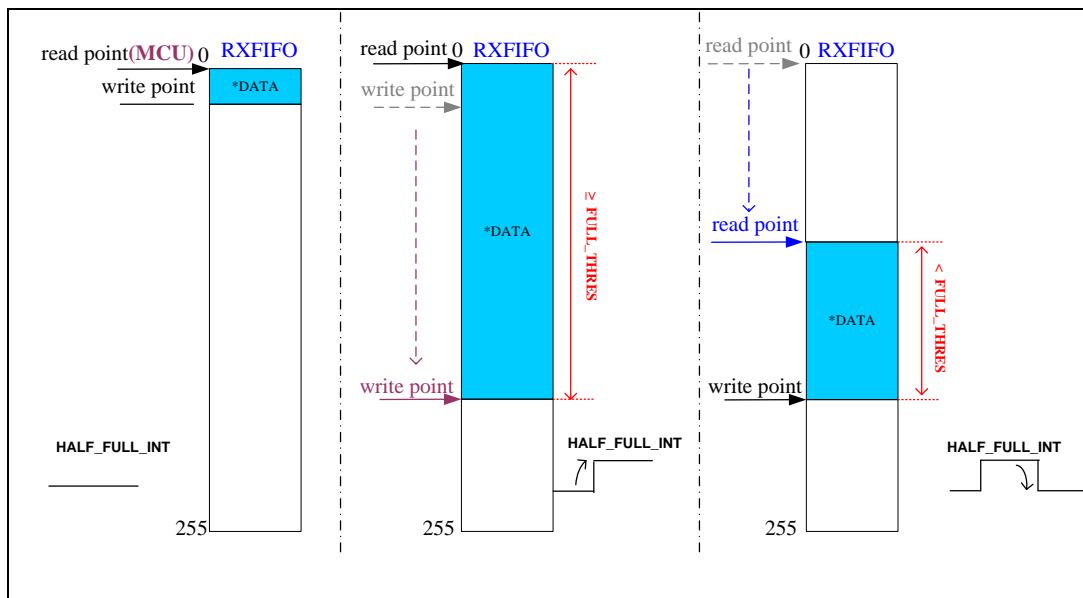 read point(MCU) 0 RXFIFO
write point
*DATA
HALF_FULL_INT
255
read point 0 RXFIFO
write point
*DATA
≥ FULL_THRES
write point
HALF_FULL_INT
255
read point 0 RXFIFO
read point
*DATA
< FULL_THRES
write point
HALF_FULL_INT
255